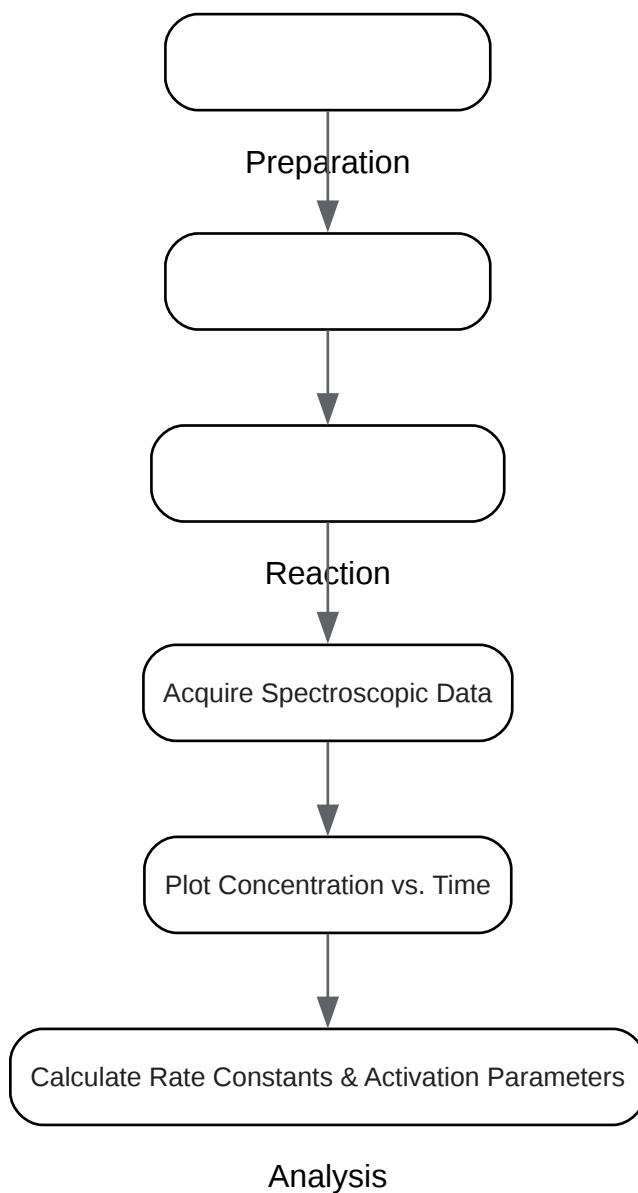 Preparation
Reaction
Acquire Spectroscopic Data
Plot Concentration vs. Time
Calculate Rate Constants & Activation Parameters
Analysis